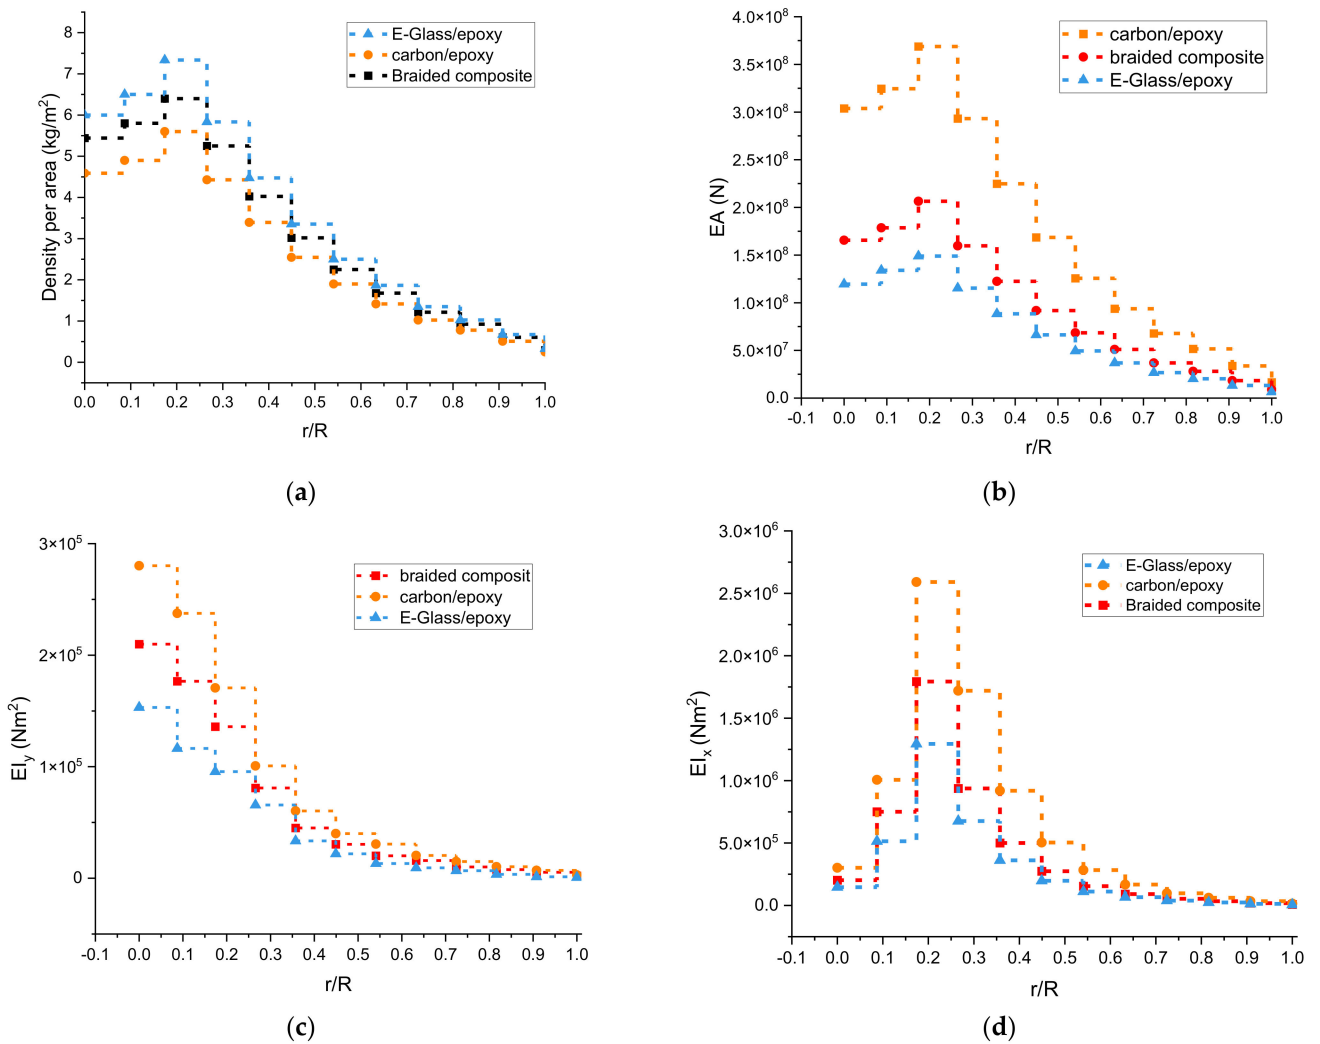 E-Glass/epoxy
carbon/epoxy
Braided composite
Density per area (kg/m²)
8
7
6
5
4
3
2
1
0
0.0 0.1 0.2 0.3 0.4 0.5 0.6 0.7 0.8 0.9 1.0
r/R
(a)
carbon/epoxy
braided composite
E-Glass/epoxy
EA (N)
4.0×10⁸
3.5×10⁸
3.0×10⁸
2.5×10⁸
2.0×10⁸
1.5×10⁸
1.0×10⁸
5.0×10⁷
0.0
-0.1 0.0 0.1 0.2 0.3 0.4 0.5 0.6 0.7 0.8 0.9 1.0
r/R
(b)
braided composit
carbon/epoxy
E-Glass/epoxy
EIy (Nm²)
3×10⁵
2×10⁵
1×10⁵
0
-0.1 0.0 0.1 0.2 0.3 0.4 0.5 0.6 0.7 0.8 0.9 1.0
r/R
(c)
E-Glass/epoxy
carbon/epoxy
Braided composite
EIx (Nm²)
3.0×10⁶
2.5×10⁶
2.0×10⁶
1.5×10⁶
1.0×10⁶
5.0×10⁵
0.0
-0.1 0.0 0.1 0.2 0.3 0.4 0.5 0.6 0.7 0.8 0.9 1.0
r/R
(d)